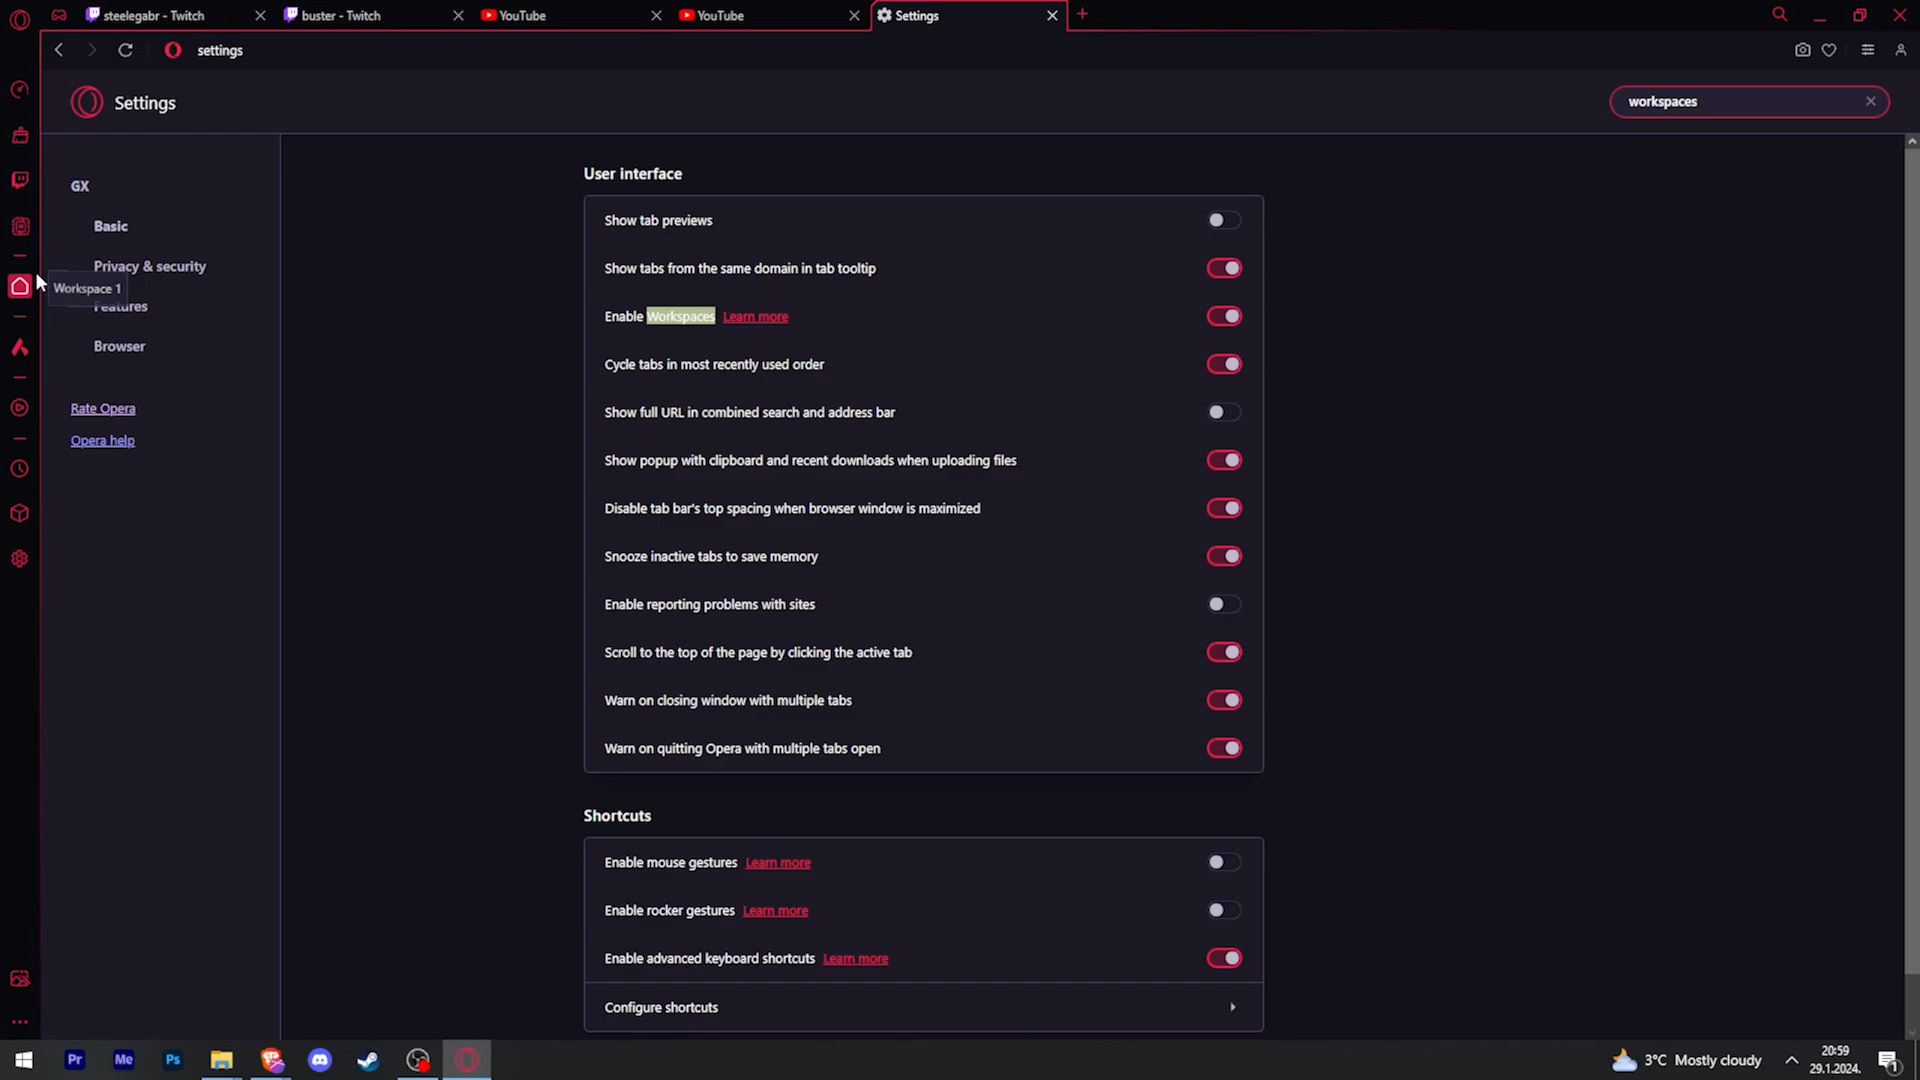 steelegabr - Twitch
buster - Twitch
YouTube
YouTube
Settings
settings
Settings
workspaces
GX
Basic
Privacy & security
Workspace 1
Features
Browser
Rate Opera
Opera help
User interface
Show tab previews
Show tabs from the same domain in tab tooltip
Enable Workspaces Learn more
Cycle tabs in most recently used order
Show full URL in combined search and address bar
Show popup with clipboard and recent downloads when uploading files
Disable tab bar's top spacing when browser window is maximized
Snooze inactive tabs to save memory
Enable reporting problems with sites
Scroll to the top of the page by clicking the active tab
Warn on closing window with multiple tabs
Warn on quitting Opera with multiple tabs open
Shortcuts
Enable mouse gestures Learn more
Enable rocker gestures Learn more
Enable advanced keyboard shortcuts Learn more
Configure shortcuts
Pr
Me
Ps
3°C Mostly cloudy
20:59
29.1.2024.
1